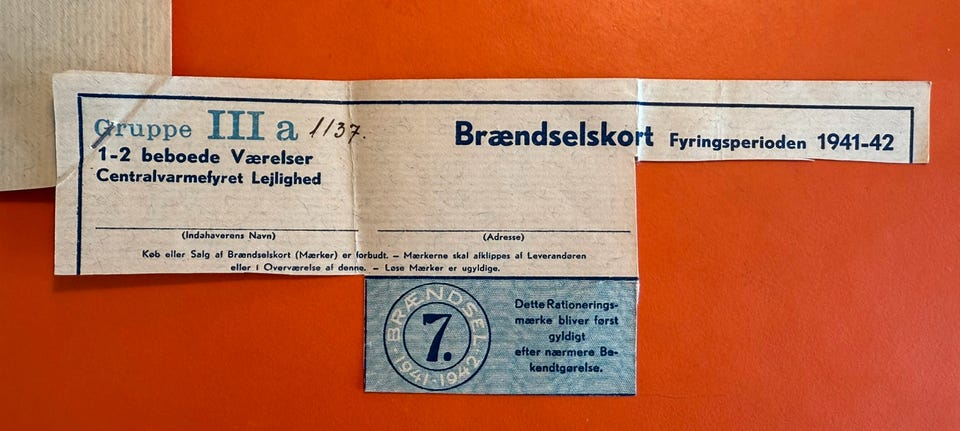 Gruppe III a 1137.
Brændselskort Fyringsperioden 1941-42
1-2 beboede Værelser
Centralvarmefyret Lejlighed
(Indahaverens Navn) (Adresse)
Køb eller Salg af Brændselskort (Mærker) er forbudt. – Mærkerne skal afklippes af Leverandøren
eller i Overværelse af denne. – Løse Mærker er ugyldige.
BRÆNDSEL
7.
1941-1942
Dette Rationerings-
mærke bliver først
gyldigt
efter nærmere Be-
kendtgørelse.